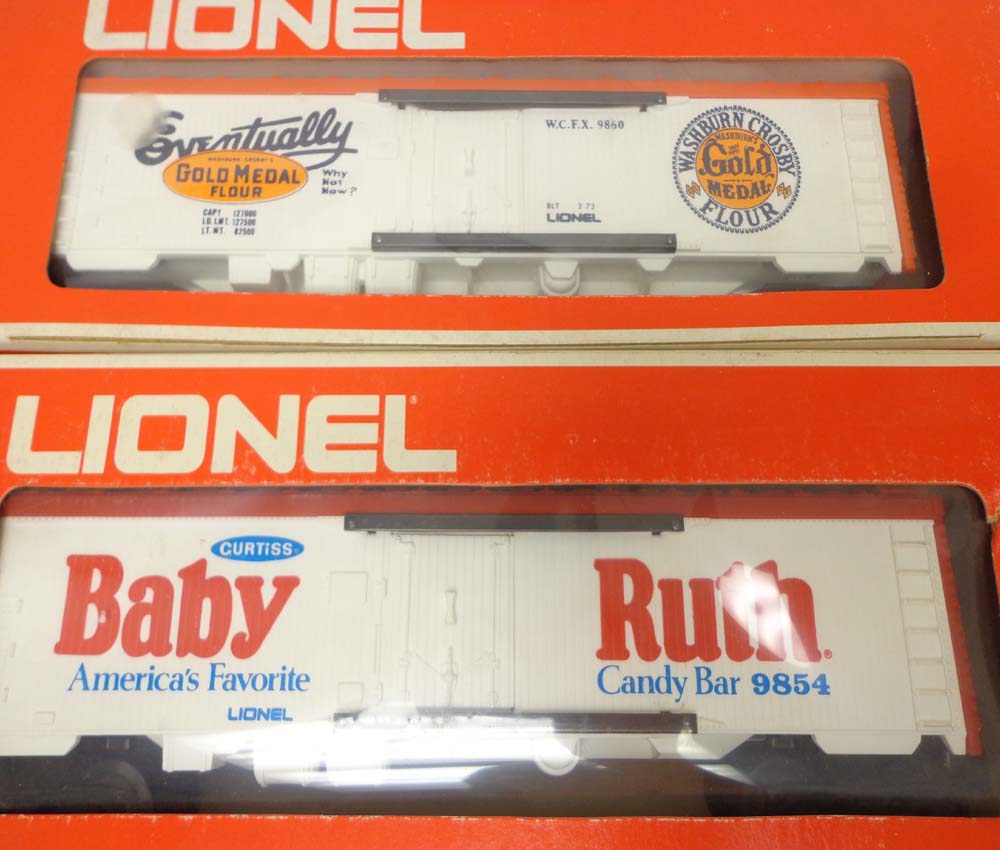 LIONEL
Eventually
WASHBURN CROSBY'S
GOLD MEDAL
FLOUR
Why
Not
Now?
CAPY 127000
LD.LMT. 127500
LT. WT. 82500
W.C.F.X. 9860
BLT 2-73
LIONEL
WASHBURN CROSBY
WASHBURN'S
Gold
MEDAL
FLOUR
LIONEL®
CURTISS
Baby
America's Favorite
LIONEL
Ruth®
Candy Bar 9854